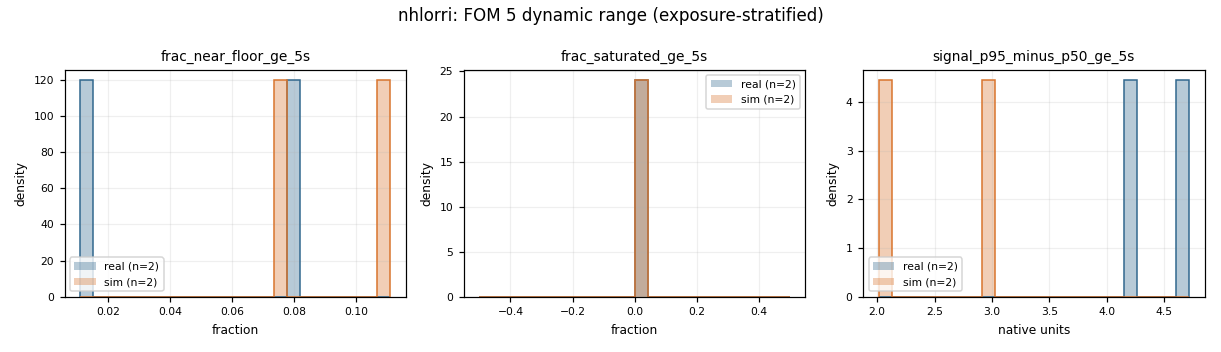 nhlorri: FOM 5 dynamic range (exposure-stratified)
frac_near_floor_ge_5s
density
120
100
80
60
40
20
0
0.02
0.04
0.06
0.08
0.10
fraction
real (n=2)
sim (n=2)
frac_saturated_ge_5s
density
25
20
15
10
5
0
−0.4
−0.2
0.0
0.2
0.4
fraction
real (n=2)
sim (n=2)
signal_p95_minus_p50_ge_5s
density
4
3
2
1
0
2.0
2.5
3.0
3.5
4.0
4.5
native units
real (n=2)
sim (n=2)